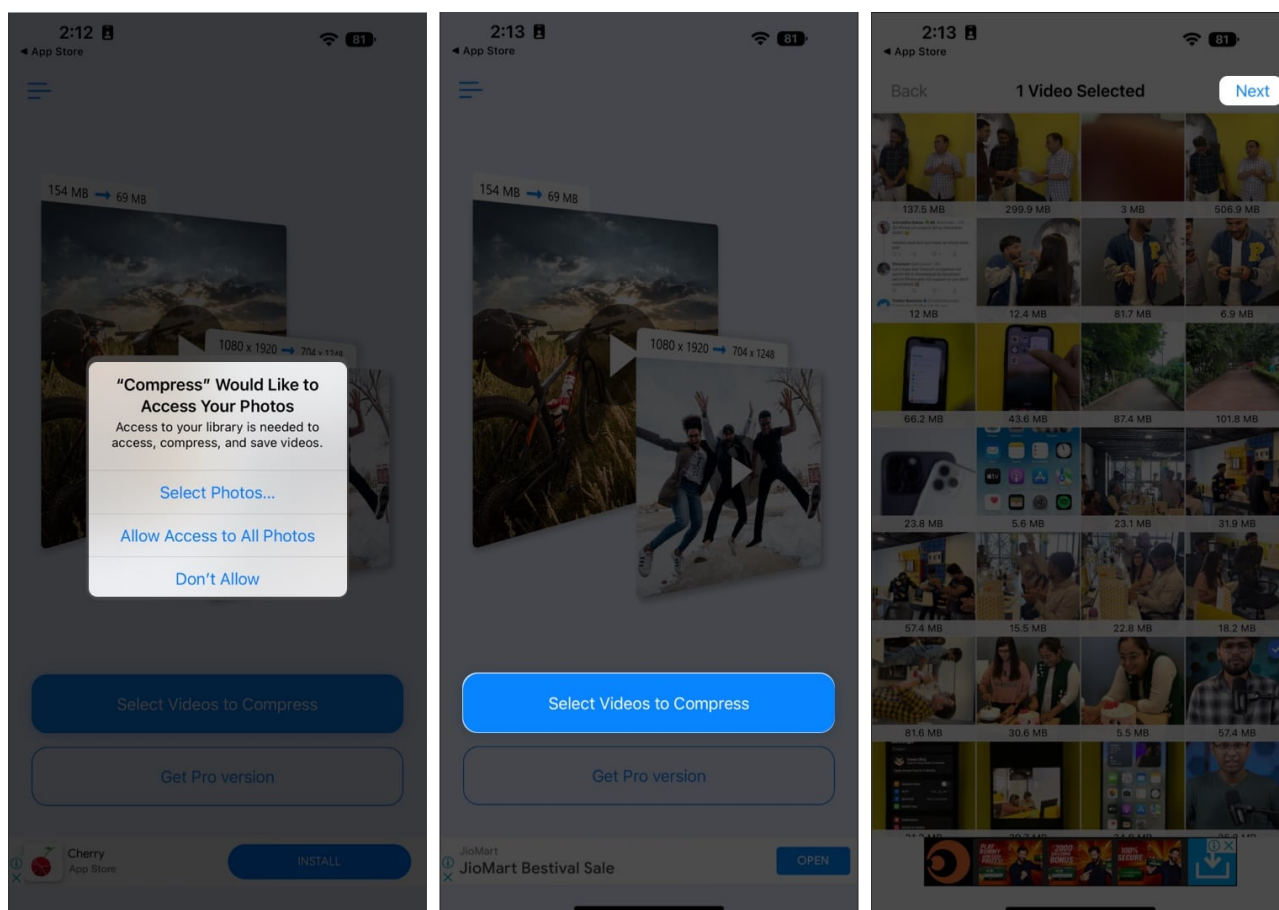 2:12
81
App Store
154 MB → 69 MB
1080 x 1920 → 704 x 1248
“Compress” Would Like to
Access Your Photos
Access to your library is needed to
access, compress, and save videos.
Select Photos...
Allow Access to All Photos
Don’t Allow
Select Videos to Compress
Get Pro version
Cherry
App Store
INSTALL
2:13
81
App Store
154 MB → 69 MB
1080 x 1920 → 704 x 1248
Select Videos to Compress
Get Pro version
JioMart
JioMart Bestival Sale
OPEN
2:13
81
App Store
Back
1 Video Selected
Next
137.5 MB
299.9 MB
3 MB
506.9 MB
12 MB
12.4 MB
81.7 MB
6.9 MB
66.2 MB
43.6 MB
87.4 MB
101.8 MB
23.8 MB
5.6 MB
23.1 MB
31.9 MB
57.4 MB
15.5 MB
22.8 MB
18.2 MB
81.6 MB
30.6 MB
5.5 MB
57.4 MB
2000
BONUS
100%
SECURE